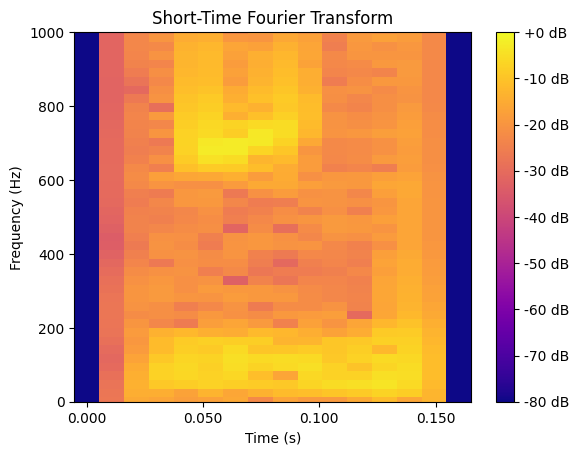 Short-Time Fourier Transform
1000
800
600
400
200
0
Frequency (Hz)
0.000
0.050
0.100
0.150
Time (s)
+0 dB
-10 dB
-20 dB
-30 dB
-40 dB
-50 dB
-60 dB
-70 dB
-80 dB